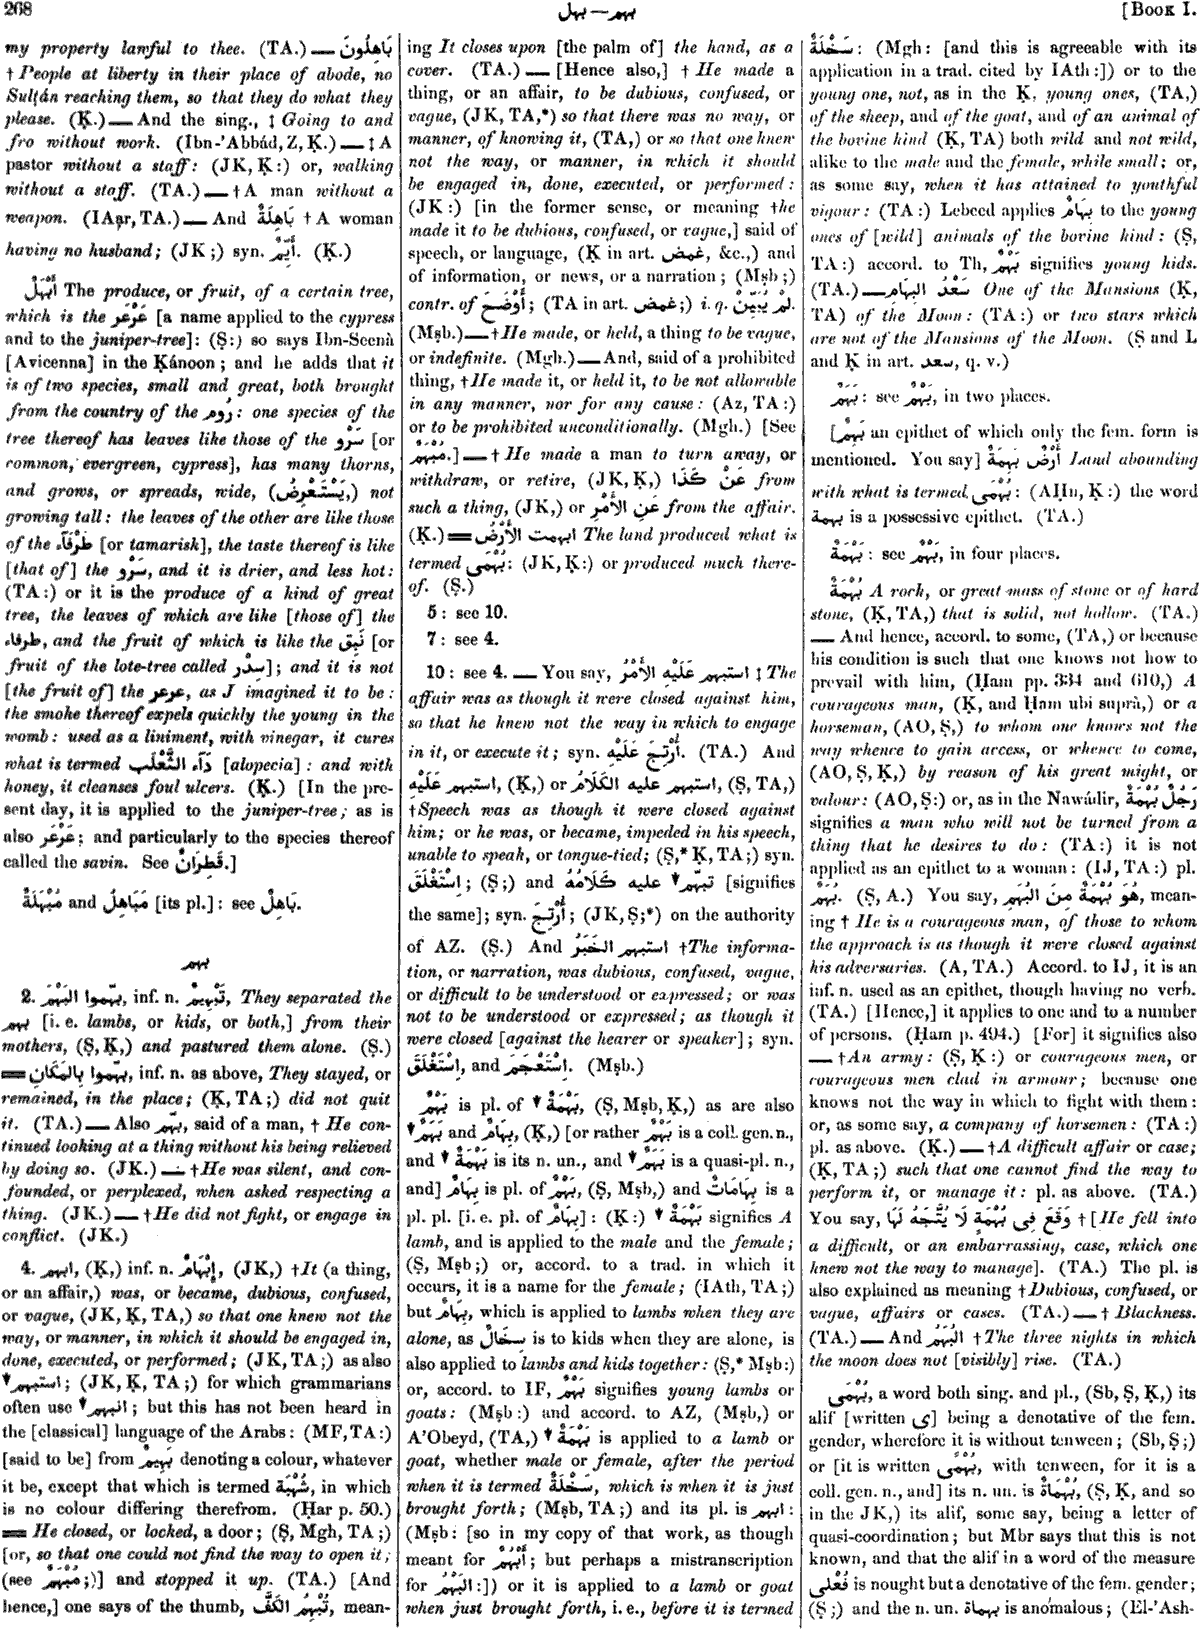 268
بهل — بهم
[BOOK I.
my property lawful to thee. (TA.) — بَاهِلُونَ
† People at liberty in their place of abode, no
Sulṭán reaching them, so that they do what they
please. (Ḳ.) — And the sing., ‡ Going to and
fro without work. (Ibn-'Abbád, Z, Ḳ.) — ‡ A
pastor without a staff: (JK, Ḳ:) or, walking
without a staff. (TA.) — † A man without a
weapon. (IAạr, TA.) — And بَاهِلَةٌ † A woman
having no husband; (JK;) syn. أَيِّمٌ. (Ḳ.)
أَبْهَلٌ The produce, or fruit, of a certain tree,
which is the عَرْعَر [a name applied to the cypress
and to the juniper-tree]: (Ṣ:) so says Ibn-Seenà
[Avicenna] in the Ḳánoon; and he adds that it
is of two species, small and great, both brought
from the country of the رُوم: one species of the
tree thereof has leaves like those of the سَرْو [or
common, evergreen, cypress], has many thorns,
and grows, or spreads, wide, (يَسْتَعْرِضُ,) not
growing tall: the leaves of the other are like those
of the طَرْفَآء [or tamarisk], the taste thereof is like
[that of] the سَرْو, and it is drier, and less hot:
(TA:) or it is the produce of a kind of great
tree, the leaves of which are like [those of] the
طرفاء, and the fruit of which is like the نَبِق [or
fruit of the lote-tree called سِدْر]; and it is not
[the fruit of] the عرعر, as J imagined it to be:
the smoke thereof expels quickly the young in the
womb: used as a liniment, with vinegar, it cures
what is termed دَآء الثَّعْلَب [alopecia]: and with
honey, it cleanses foul ulcers. (Ḳ.) [In the pre-
sent day, it is applied to the juniper-tree; as is
also عَرْعَر: and particularly to the species thereof
called the savin. See قَطِرَانٌ.]
مُبْهَلَةٌ and مَبَاهِلُ [its pl.]: see بَاهِلٌ.
بهم
2. بهّموا البَهْمَ, inf. n. تَبْهِيمٌ, They separated the
بهم [i. e. lambs, or kids, or both,] from their
mothers, (Ṣ, Ḳ,) and pastured them alone. (Ṣ.)
═ بهّموا بِالمَكَانِ, inf. n. as above, They stayed, or
remained, in the place; (Ḳ, TA;) did not quit
it. (TA.) — Also بهّم, said of a man, † He con-
tinued looking at a thing without his being relieved
by doing so. (JK.) — † He was silent, and con-
founded, or perplexed, when asked respecting a
thing. (JK.) — † He did not fight, or engage in
conflict. (JK.)
4. ابهم, (Ḳ,) inf. n. إِبْهَامٌ, (JK,) † It (a thing,
or an affair,) was, or became, dubious, confused,
or vague, (JK, Ḳ, TA,) so that one knew not the
way, or manner, in which it should be engaged in,
done, executed, or performed; (JK, TA;) as also
▼ استبهم; (JK, Ḳ, TA;) for which grammarians
often use ▼ انبهم; but this has not been heard in
the [classical] language of the Arabs: (MF, TA:)
[said to be] from بَهِيمٌ denoting a colour, whatever
it be, except that which is termed شُهْبَة, in which
is no colour differing therefrom. (Ḥar p. 50.)
═ He closed, or locked, a door; (Ṣ, Mgh, TA;)
[or, so that one could not find the way to open it;
(see مُبْهَمٌ;)] and stopped it up. (TA.) [And
hence,] one says of the thumb, تُبْهِمُ الكَفَّ, mean-
ing It closes upon [the palm of] the hand, as a
cover. (TA.) — [Hence also,] † He made a
thing, or an affair, to be dubious, confused, or
vague, (JK, TA,*) so that there was no way, or
manner, of knowing it, (TA,) or so that one knew
not the way, or manner, in which it should
be engaged in, done, executed, or performed:
(JK:) [in the former sense, or meaning † he
made it to be dubious, confused, or vague,] said of
speech, or language, (Ḳ in art. غمض, &c.,) and
of information, or news, or a narration; (Mṣb;)
contr. of أَوْضَحَ; (TA in art. غمض;) i. q. لَمْ يُبَيِّنْ.
(Mṣb.) — † He made, or held, a thing to be vague,
or indefinite. (Mgh.) — And, said of a prohibited
thing, † He made it, or held it, to be not allowable
in any manner, nor for any cause: (Az, TA:)
or to be prohibited unconditionally. (Mgh.) [See
مُبْهَمٌ.] — † He made a man to turn away, or
withdraw, or retire, (JK, Ḳ,) عَنْ كَذَا from
such a thing, (JK,) or عَنِ الأَمْرِ from the affair.
(Ḳ.) ═ ابهمت الأَرْضُ The land produced what is
termed بُهْمَى: (JK, Ḳ:) or produced much there-
of. (Ṣ.)
5: see 10.
7: see 4.
10: see 4. — You say, استبهم عَلَيْهِ الأَمْرُ ‡ The
affair was as though it were closed against him,
so that he knew not the way in which to engage
in it, or execute it; syn. أُرْتِجَ عَلَيْهِ. (TA.) And
استبهم عَلَيْهِ, (Ḳ,) or استبهم عليه الكَلَامُ, (Ṣ, TA,)
† Speech was as though it were closed against
him; or he was, or became, impeded in his speech,
unable to speak, or tongue-tied; (Ṣ,* Ḳ, TA;) syn.
اِسْتَغْلَقَ; (Ṣ;) and ▼ تبهّم عليه كَلَامُهُ [signifies
the same]; syn. أُرْتِجَ; (JK, Ṣ;*) on the authority
of AZ. (Ṣ.) And استبهم الخَبَرُ † The informa-
tion, or narration, was dubious, confused, vague,
or difficult to be understood or expressed; or was
not to be understood or expressed; as though it
were closed [against the hearer or speaker]; syn.
اِسْتَغْلَقَ, and اِسْتَعْجَمَ. (Mṣb.)
بَهْمٌ is pl. of ▼ بَهْمَةٌ, (Ṣ, Mṣb, Ḳ,) as are also
▼ بَهَمٌ and بِهَامٌ, (Ḳ,) [or rather بَهْمٌ is a coll. gen. n.,
and ▼ بَهْمَةٌ is its n. un., and ▼ بَهَمٌ is a quasi-pl. n.,
and] بِهَامٌ is pl. of بَهْمٌ, (Ṣ, Mṣb,) and بِهَامَاتٌ is a
pl. pl. [i. e. pl. of بِهَامٌ]: (Ḳ:) ▼ بَهْمَةٌ signifies A
lamb, and is applied to the male and the female;
(Ṣ, Mṣb;) or, accord. to a trad. in which it
occurs, it is a name for the female; (IAth, TA;)
but بِهَامٌ, which is applied to lambs when they are
alone, as سِخَالٌ is to kids when they are alone, is
also applied to lambs and kids together: (Ṣ,* Mṣb:)
or, accord. to IF, بَهْمٌ signifies young lambs or
goats: (Mṣb:) and accord. to AZ, (Mṣb,) or
A'Obeyd, (TA,) ▼ بَهْمَةٌ is applied to a lamb or
goat, whether male or female, after the period
when it is termed سَخْلَةٌ, which is when it is just
brought forth; (Mṣb, TA;) and its pl. is ابهم:
(Mṣb: [so in my copy of that work, as though
meant for أَبْهُمٌ; but perhaps a mistranscription
for البَهْمُ:]) or it is applied to a lamb or goat
when just brought forth, i. e., before it is termed
سَخْلَةٌ: (Mgh: [and this is agreeable with its
application in a trad. cited by IAth:]) or to the
young one, not, as in the Ḳ, young ones, (TA,)
of the sheep, and of the goat, and of an animal of
the bovine kind (Ḳ, TA) both wild and not wild,
alike to the male and the female, while small; or,
as some say, when it has attained to youthful
vigour: (TA:) Lebeed applies بِهَامٌ to the young
ones of [wild] animals of the bovine kind: (Ṣ,
TA:) accord. to Th, بَهْمٌ signifies young kids.
(TA.) — سَعْدُ البِهَامِ One of the Mansions (Ḳ,
TA) of the Moon: (TA:) or two stars which
are not of the Mansions of the Moon. (Ṣ and L
and Ḳ in art. سعد, q. v.)
بَهَمٌ: see بَهْمٌ, in two places.
[بَهِمٌ an epithet of which only the fem. form is
mentioned. You say] أَرْضٌ بَهِمَةٌ Land abounding
with what is termed بُهْمَى: (AḤn, Ḳ:) the word
بهمة is a possessive epithet. (TA.)
بَهْمَةٌ: see بَهْمٌ, in four places.
بُهْمَةٌ A rock, or great mass of stone or of hard
stone, (Ḳ, TA,) that is solid, not hollow. (TA.)
— And hence, accord. to some, (TA,) or because
his condition is such that one knows not how to
prevail with him, (Ḥam pp. 334 and 610,) A
courageous man, (Ḳ, and Ḥam ubi suprà,) or a
horseman, (AO, Ṣ,) to whom one knows not the
way whence to gain access, or whence to come,
(AO, Ṣ, Ḳ,) by reason of his great might, or
valour: (AO, Ṣ:) or, as in the Nawádir, رَجُلٌ بُهْمَةٌ
signifies a man who will not be turned from a
thing that he desires to do: (TA:) it is not
applied as an epithet to a woman: (IJ, TA:) pl.
بُهَمٌ. (Ṣ, A.) You say, هُوَ بُهْمَةٌ مِنَ البُهَمِ, mean-
ing † He is a courageous man, of those to whom
the approach is as though it were closed against
his adversaries. (A, TA.) Accord. to IJ, it is an
inf. n. used as an epithet, though having no verb.
(TA.) [Hence,] it applies to one and to a number
of persons. (Ḥam p. 494.) [For] it signifies also
— † An army: (Ṣ, Ḳ:) or courageous men, or
courageous men clad in armour; because one
knows not the way in which to fight with them:
or, as some say, a company of horsemen: (TA:)
pl. as above. (Ḳ.) — † A difficult affair or case;
(Ḳ, TA;) such that one cannot find the way to
perform it, or manage it: pl. as above. (TA.)
You say, وَقَعَ فِى بُهْمَةٍ لَا يُتَّجَهُ لَهَا † [He fell into
a difficult, or an embarrassing, case, which one
knew not the way to manage]. (TA.) The pl. is
also explained as meaning † Dubious, confused, or
vague, affairs or cases. (TA.) — † Blackness.
(TA.) — And البُهَمُ † The three nights in which
the moon does not [visibly] rise. (TA.)
بُهْمَى, a word both sing. and pl., (Sb, Ṣ, Ḳ,) its
alif [written ى] being a denotative of the fem.
gender, wherefore it is without tenween; (Sb, Ṣ;)
or [it is written بُهْمًى, with tenween, for it is a
coll. gen. n., and] its n. un. is بُهْمَاةٌ, (Ṣ, Ḳ, and so
in the JK,) its alif, some say, being a letter of
quasi-coordination; but Mbr says that this is not
known, and that the alif in a word of the measure
فُعْلَى is nought but a denotative of the fem. gender;
(Ṣ;) and the n. un. بهماة is anomalous; (El-'Ash-